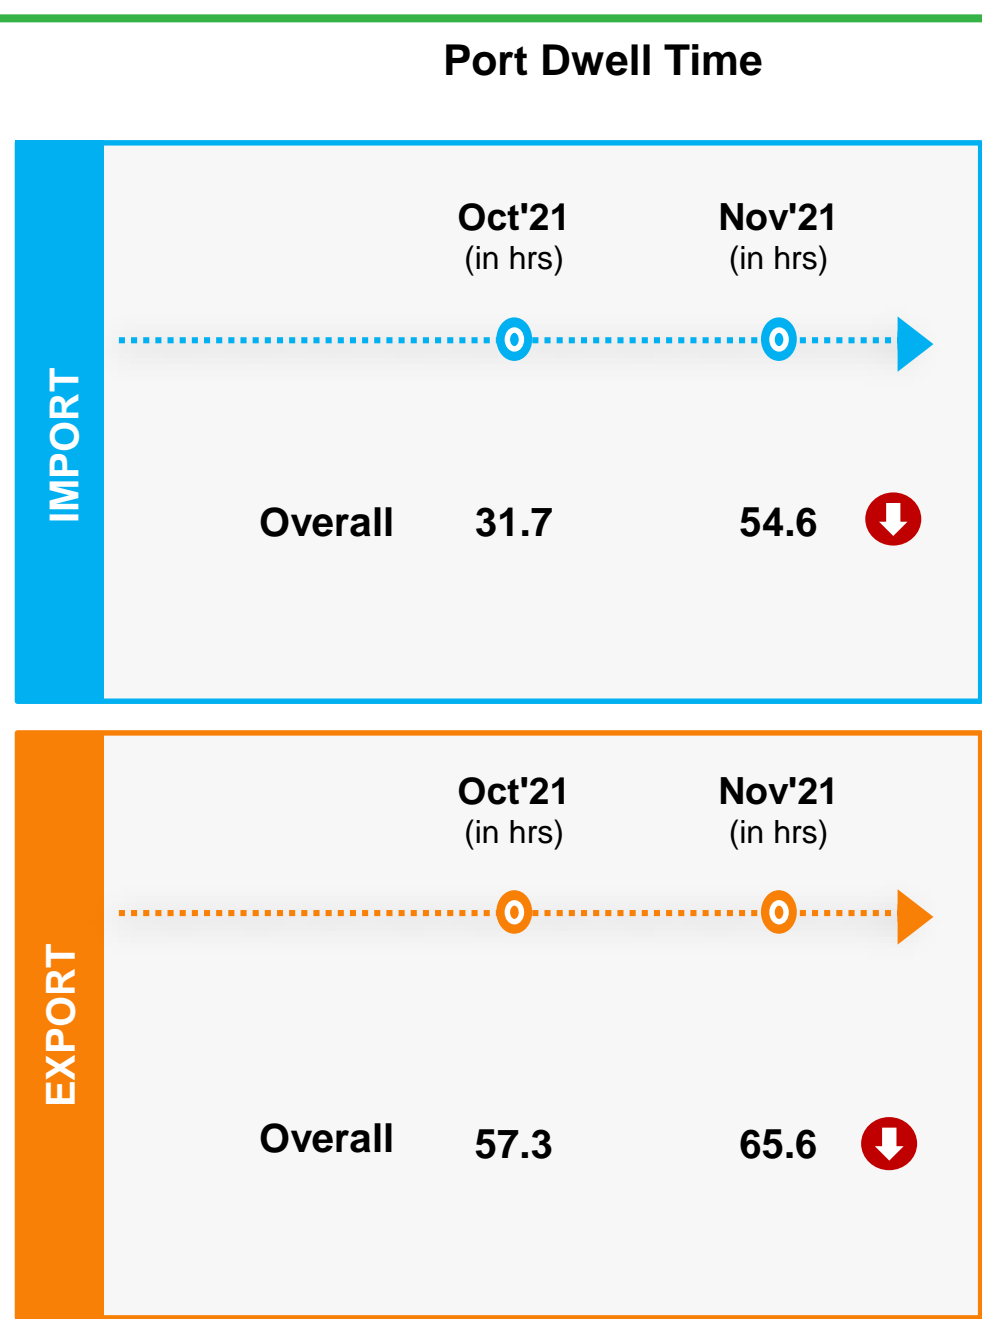 Port Dwell Time
IMPORT
Oct'21 Nov'21
(in hrs) (in hrs)
Overall 31.7 54.6
EXPORT
Oct'21 Nov'21
(in hrs) (in hrs)
Overall 57.3 65.6